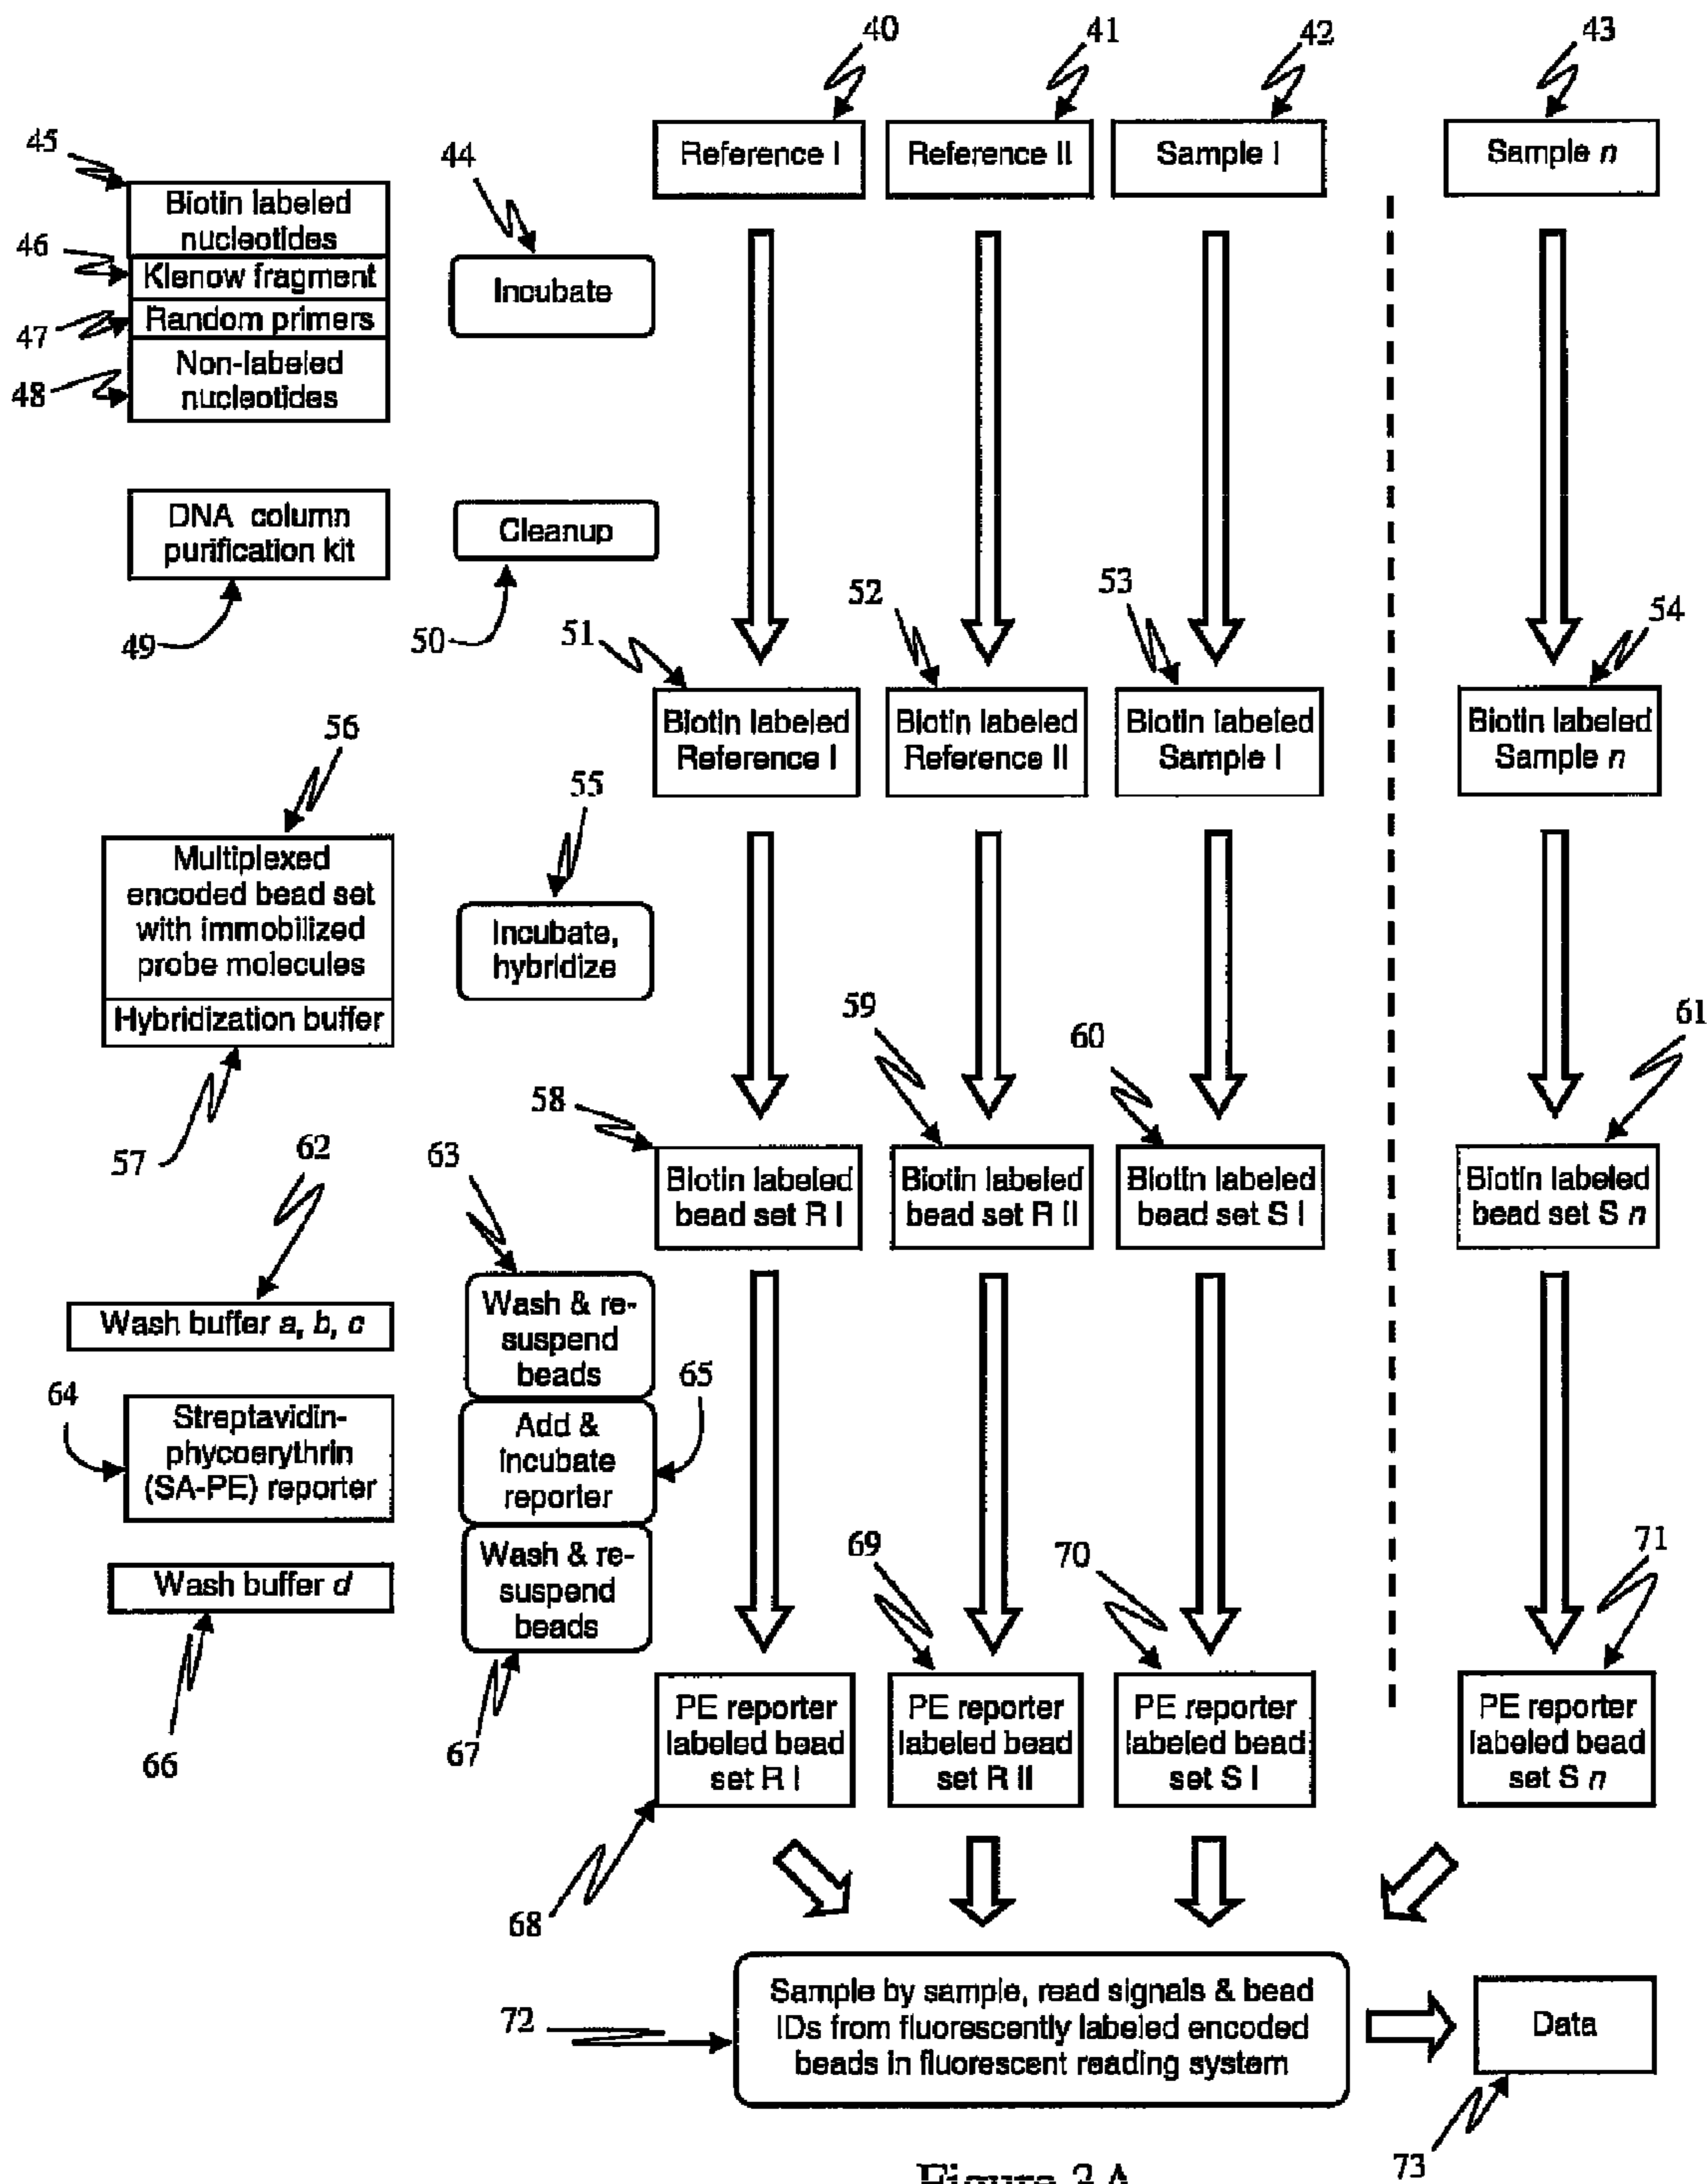 40
41
42
43
Reference I
Reference II
Sample I
Sample n
45
44
Biotin labeled
nucleotides
46
Klenow fragment
Incubate
47
Random primers
48
Non-labeled
nucleotides
DNA column
purification kit
Cleanup
49
50
51
52
53
54
Biotin labeled
Reference I
Biotin labeled
Reference II
Biotin labeled
Sample I
Biotin labeled
Sample n
56
55
Multiplexed
encoded bead set
with immobilized
probe molecules
Hybridization buffer
Incubate,
hybridize
57
58
59
60
61
Biotin labeled
bead set R I
Biotin labeled
bead set R II
Biotin labeled
bead set S I
Biotin labeled
bead set S n
62
63
Wash buffer a, b, c
Wash & re-
suspend
beads
64
65
Streptavidin-
phycoerythrin
(SA-PE) reporter
Add &
incubate
reporter
Wash buffer d
Wash & re-
suspend
beads
66
67
68
69
70
71
PE reporter
labeled bead
set R I
PE reporter
labeled bead
set R II
PE reporter
labeled bead
set S I
PE reporter
labeled bead
set S n
72
Sample by sample, read signals & bead
IDs from fluorescently labeled encoded
beads in fluorescent reading system
Data
73
Figure 2A